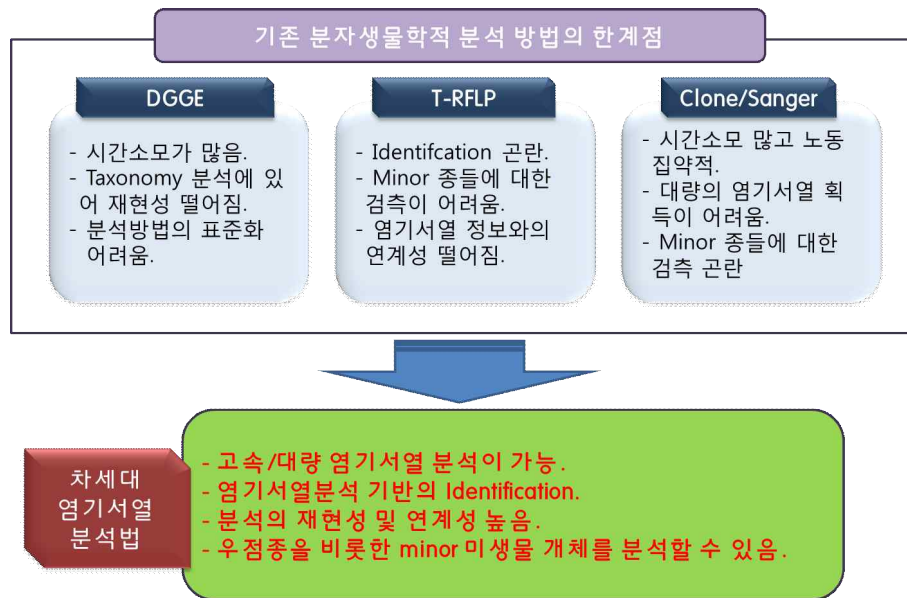 기존 분자생물학적 분석 방법의 한계점
DGGE
- 시간소모가 많음.
- Taxonomy 분석에 있
어 재현성 떨어짐.
- 분석방법의 표준화
어려움.
T-RFLP
- Identifcation 곤란.
- Minor 종들에 대한
검측이 어려움.
- 염기서열 정보와의
연계성 떨어짐.
Clone/Sanger
- 시간소모 많고 노동
집약적.
- 대량의 염기서열 획
득이 어려움.
- Minor 종들에 대한
검측 곤란
차세대
염기서열
분석법
- 고속/대량 염기서열 분석이 가능.
- 염기서열분석 기반의 Identification.
- 분석의 재현성 및 연계성 높음.
- 우점종을 비롯한 minor 미생물 개체를 분석할 수 있음.